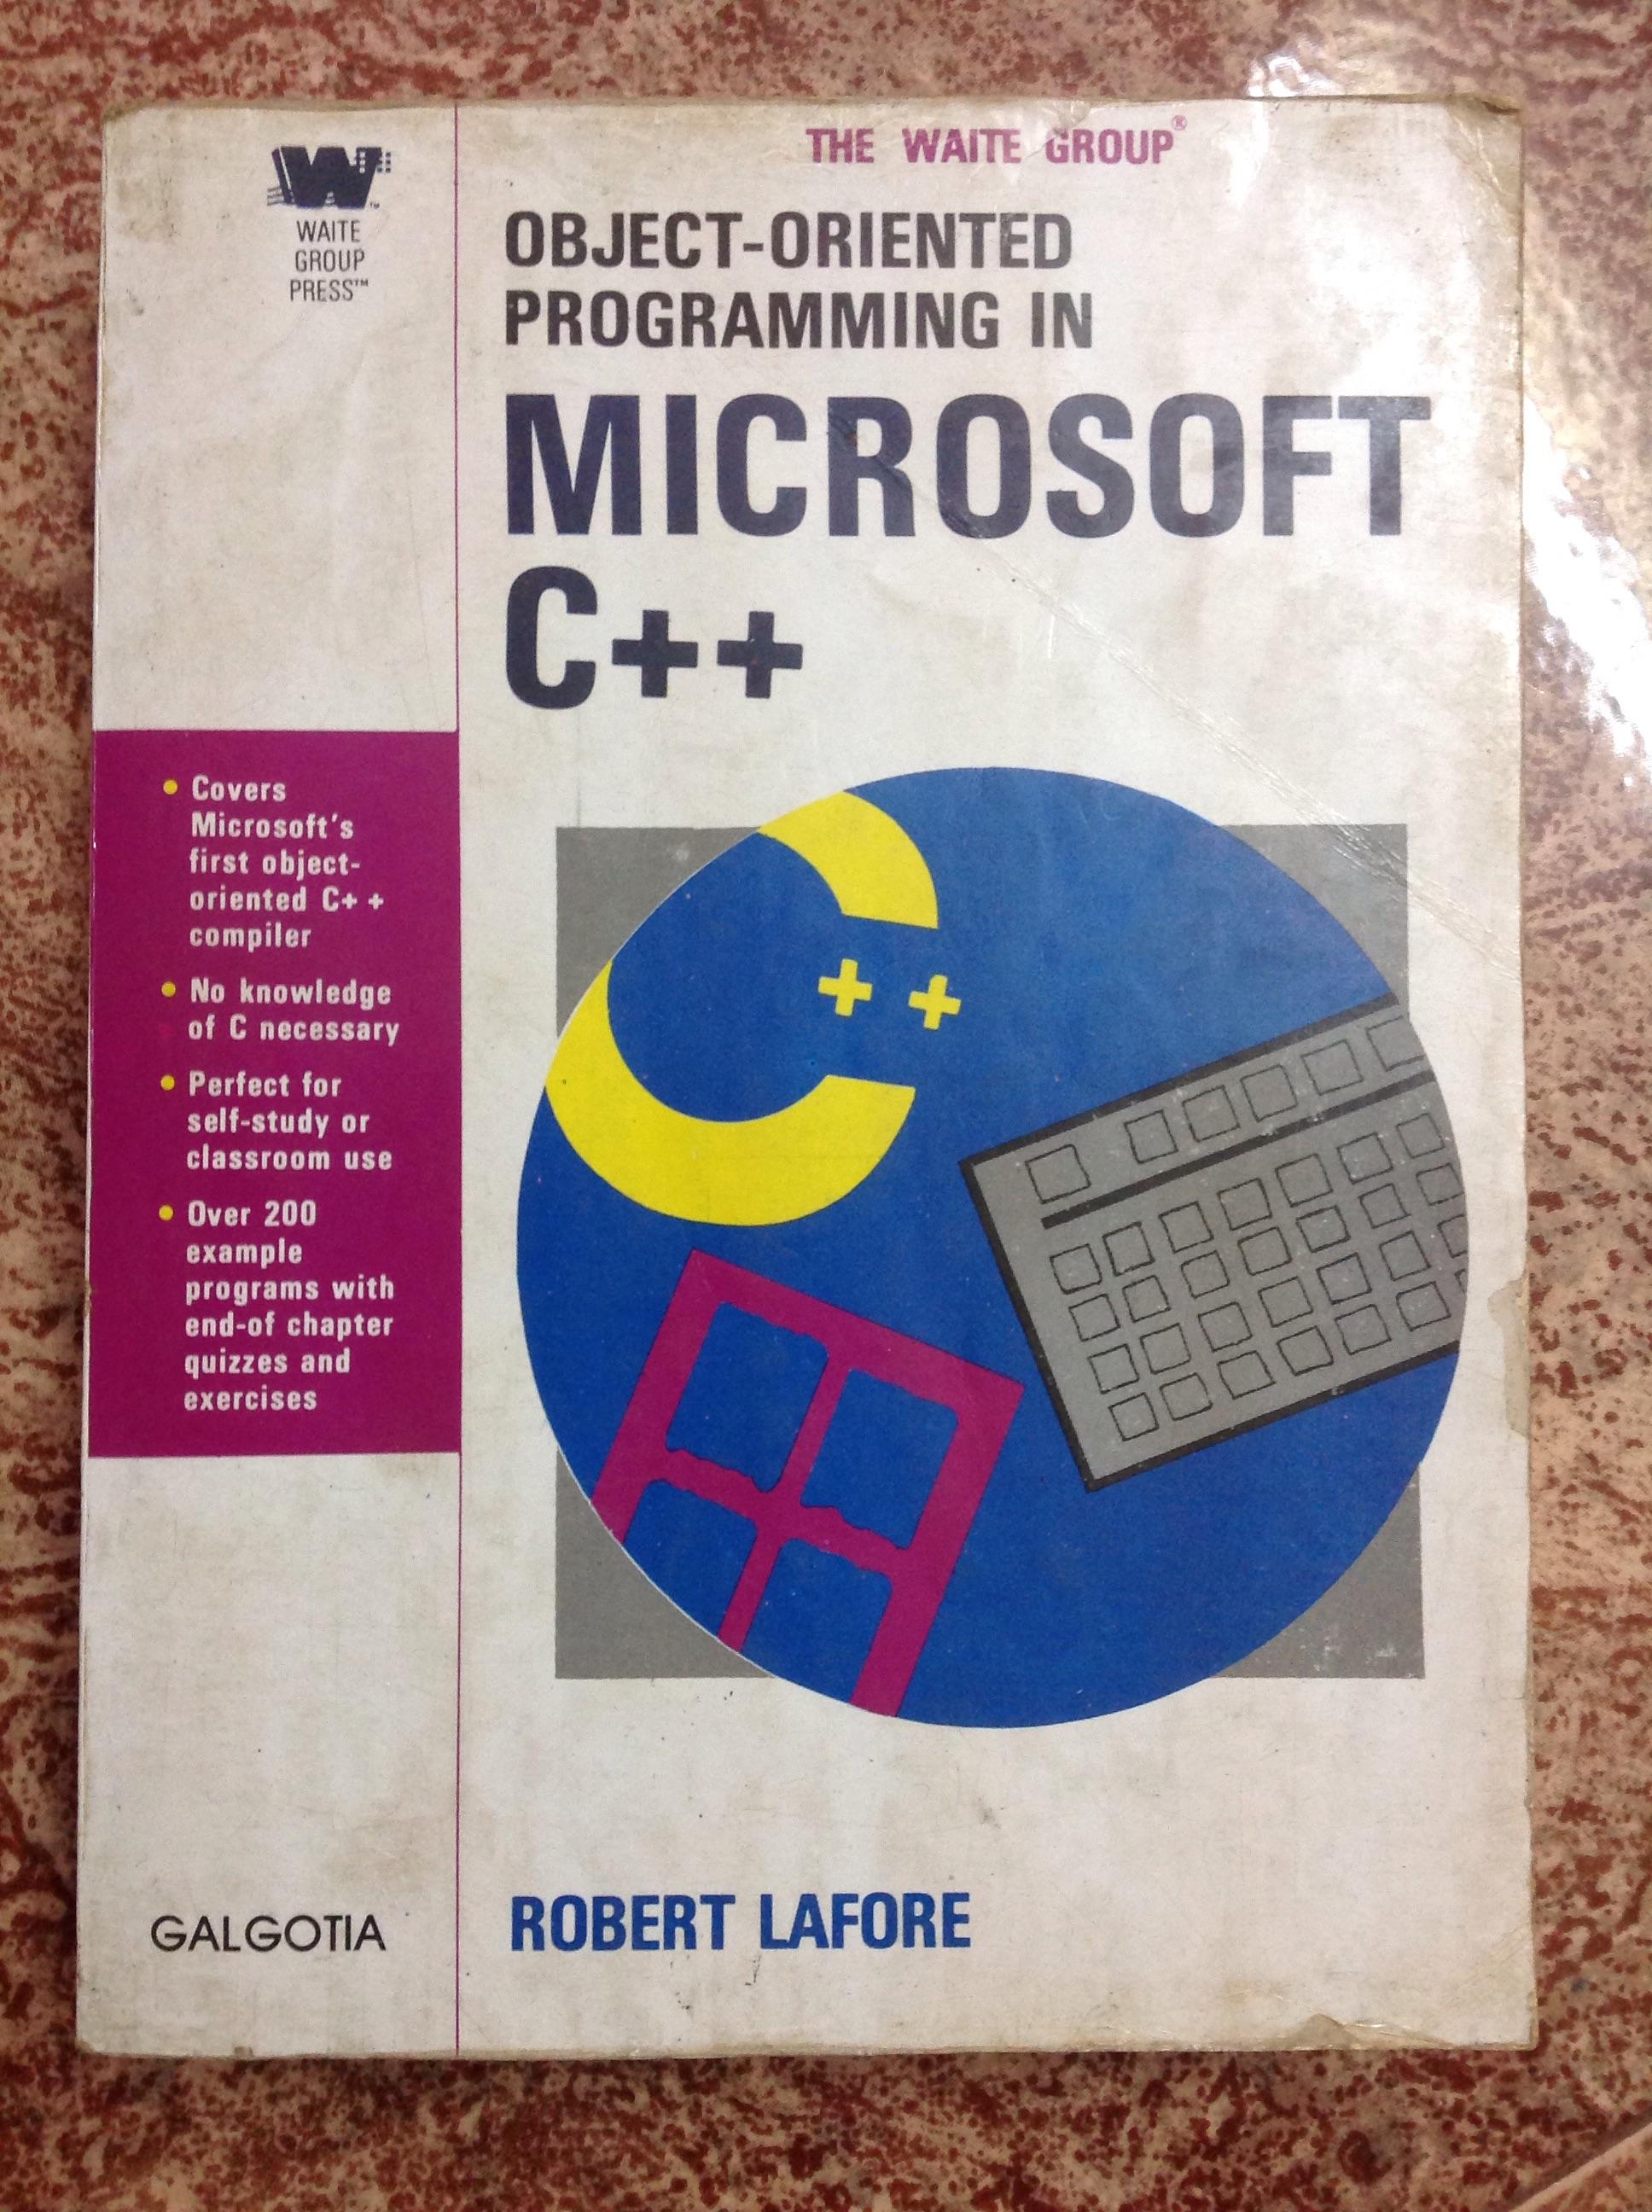 THE WAITE GROUP®
W™
WAITE
GROUP
PRESS™
OBJECT-ORIENTED
PROGRAMMING IN
MICROSOFT
C++
• Covers
Microsoft's
first object-
oriented C++
compiler
• No knowledge
of C necessary
• Perfect for
self-study or
classroom use
• Over 200
example
programs with
end-of chapter
quizzes and
exercises
C++
GALGOTIA
ROBERT LAFORE